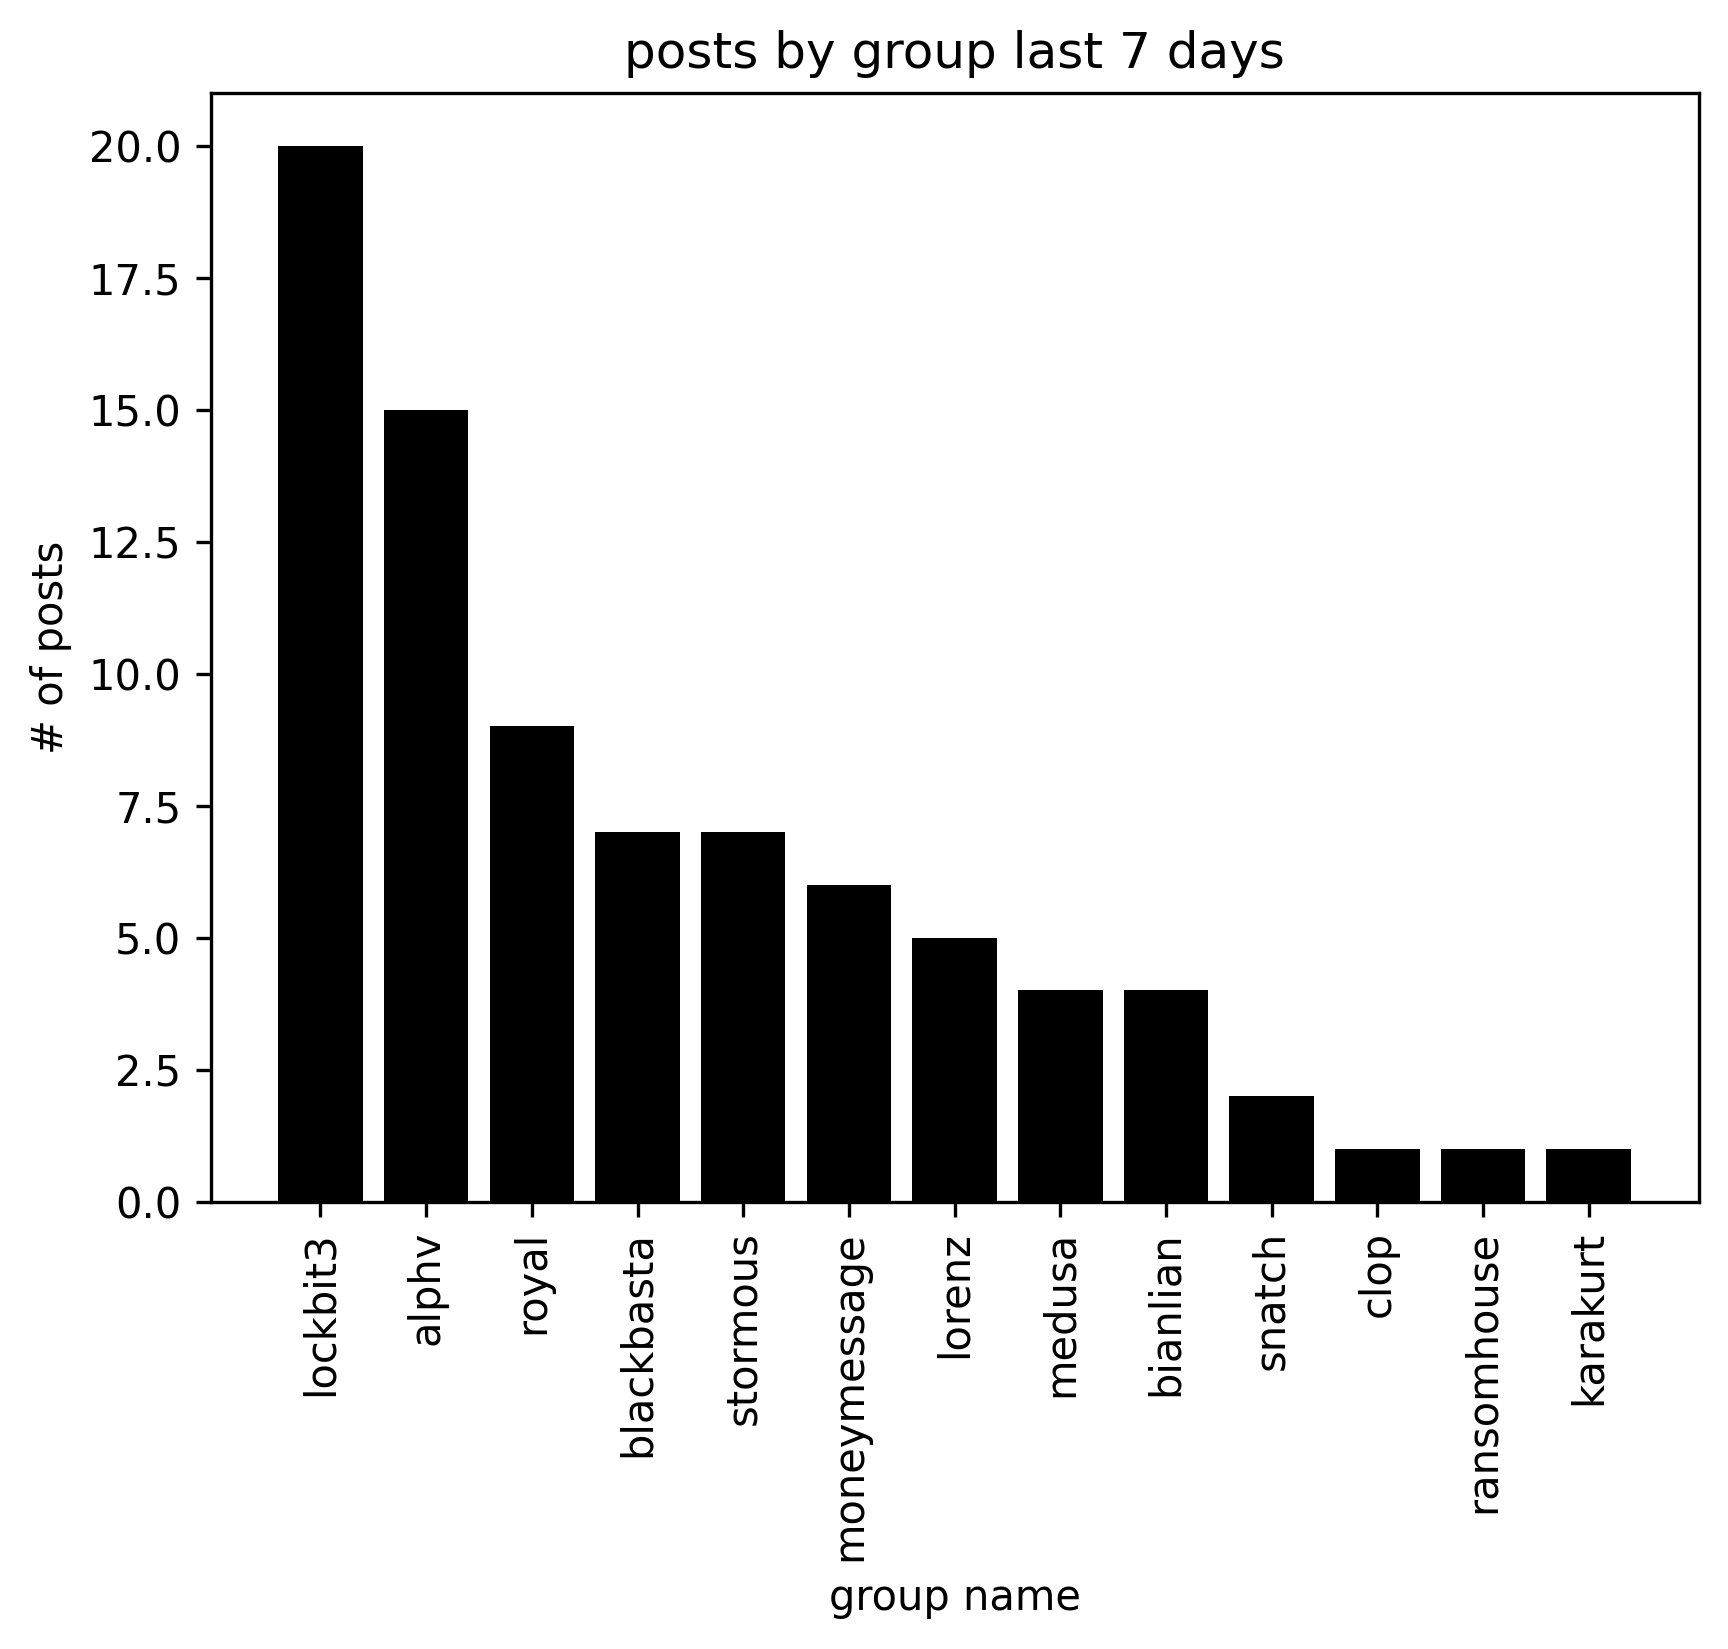 posts by group last 7 days
# of posts
20.0
17.5
15.0
12.5
10.0
7.5
5.0
2.5
0.0
lockbit3
alphv
royal
blackbasta
stormous
moneymessage
lorenz
medusa
bianlian
snatch
clop
ransomhouse
karakurt
group name